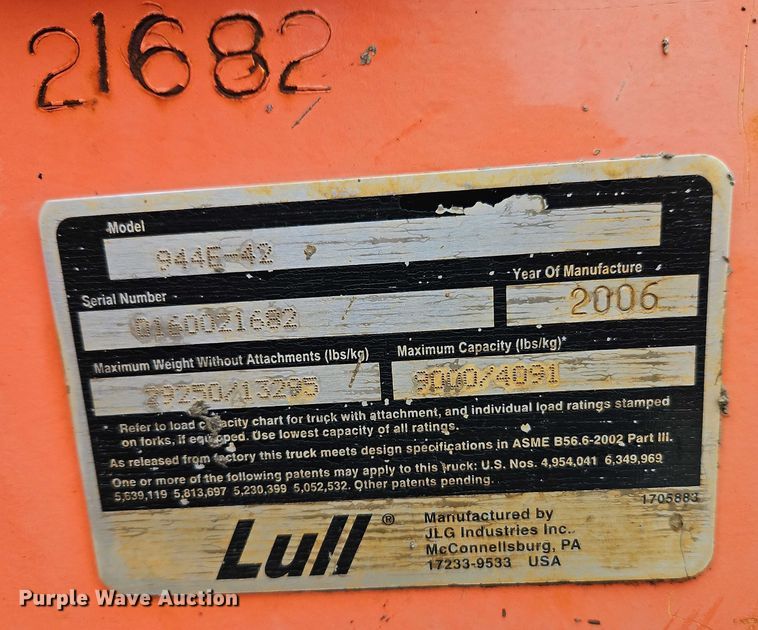 21682
Model
944E-42
Serial Number
Year Of Manufacture
0160021682
2006
Maximum Weight Without Attachments (lbs/kg)
Maximum Capacity (lbs/kg)*
29250/13295
9000/4091
* Refer to load capacity chart for truck with attachment, and individual load ratings stamped
on forks, if equipped. Use lowest capacity of all ratings.
As released from factory this truck meets design specifications in ASME B56.6-2002 Part III.
One or more of the following patents may apply to this truck: U.S. Nos. 4,954,041 6,349,969
5,639,119 5,813,697 5,230,399 5,052,532. Other patents pending.
1705883
Lull®
Manufactured by
JLG Industries Inc.
McConnellsburg, PA
17233-9533 USA
Purple Wave Auction